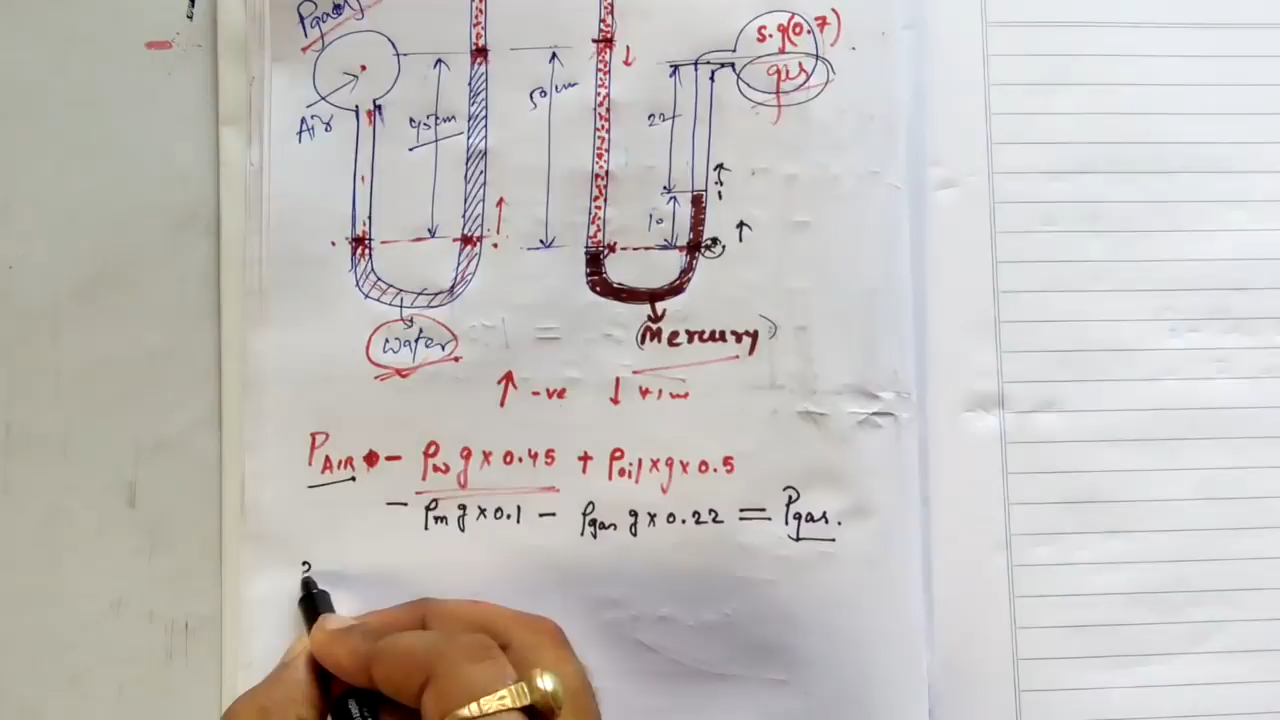 Pgas
s.g(0.7)
gas
Air
45cm
50cm
22
10
water
=
(Mercury)
↑ -ve ↓ +ive
PAIR - ρw g × 0.45 + ρoil × g × 0.5
- ρm g × 0.1 - ρgas g × 0.22 = Pgas.